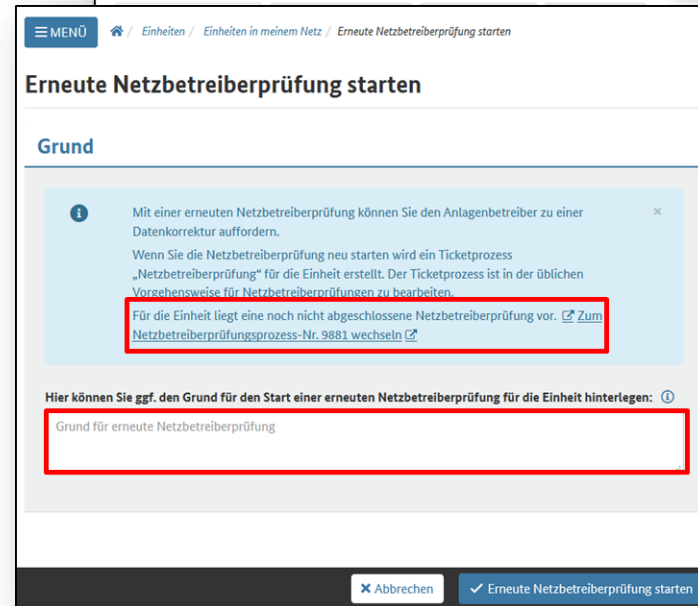 MENÜ / Einheiten / Einheiten in meinem Netz / Erneute Netzbetreiberprüfung starten
Erneute Netzbetreiberprüfung starten
Grund
Mit einer erneuten Netzbetreiberprüfung können Sie den Anlagenbetreiber zu einer
Datenkorrektur auffordern.
Wenn Sie die Netzbetreiberprüfung neu starten wird ein Ticketprozess
„Netzbetreiberprüfung“ für die Einheit erstellt. Der Ticketprozess ist in der üblichen
Vorgehensweise für Netzbetreiberprüfungen zu bearbeiten.
Für die Einheit liegt eine noch nicht abgeschlossene Netzbetreiberprüfung vor. Zum
Netzbetreiberprüfungsprozess-Nr. 9881 wechseln
Hier können Sie ggf. den Grund für den Start einer erneuten Netzbetreiberprüfung für die Einheit hinterlegen:
Grund für erneute Netzbetreiberprüfung
Abbrechen
Erneute Netzbetreiberprüfung starten